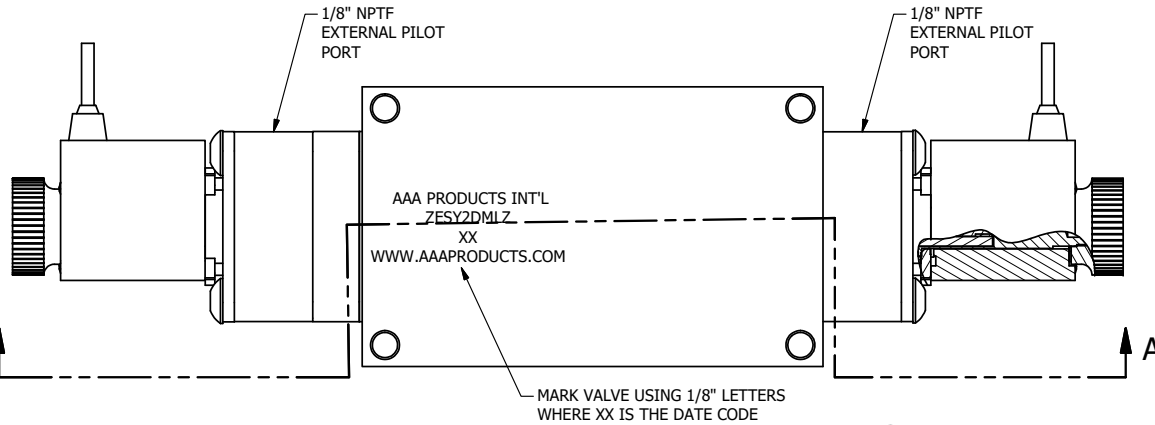 1/8" NPTF
EXTERNAL PILOT
PORT
1/8" NPTF
EXTERNAL PILOT
PORT
AAA PRODUCTS INT'L
ZESY2DMLZ
XX
WWW.AAAPRODUCTS.COM
A
MARK VALVE USING 1/8" LETTERS
WHERE XX IS THE DATE CODE